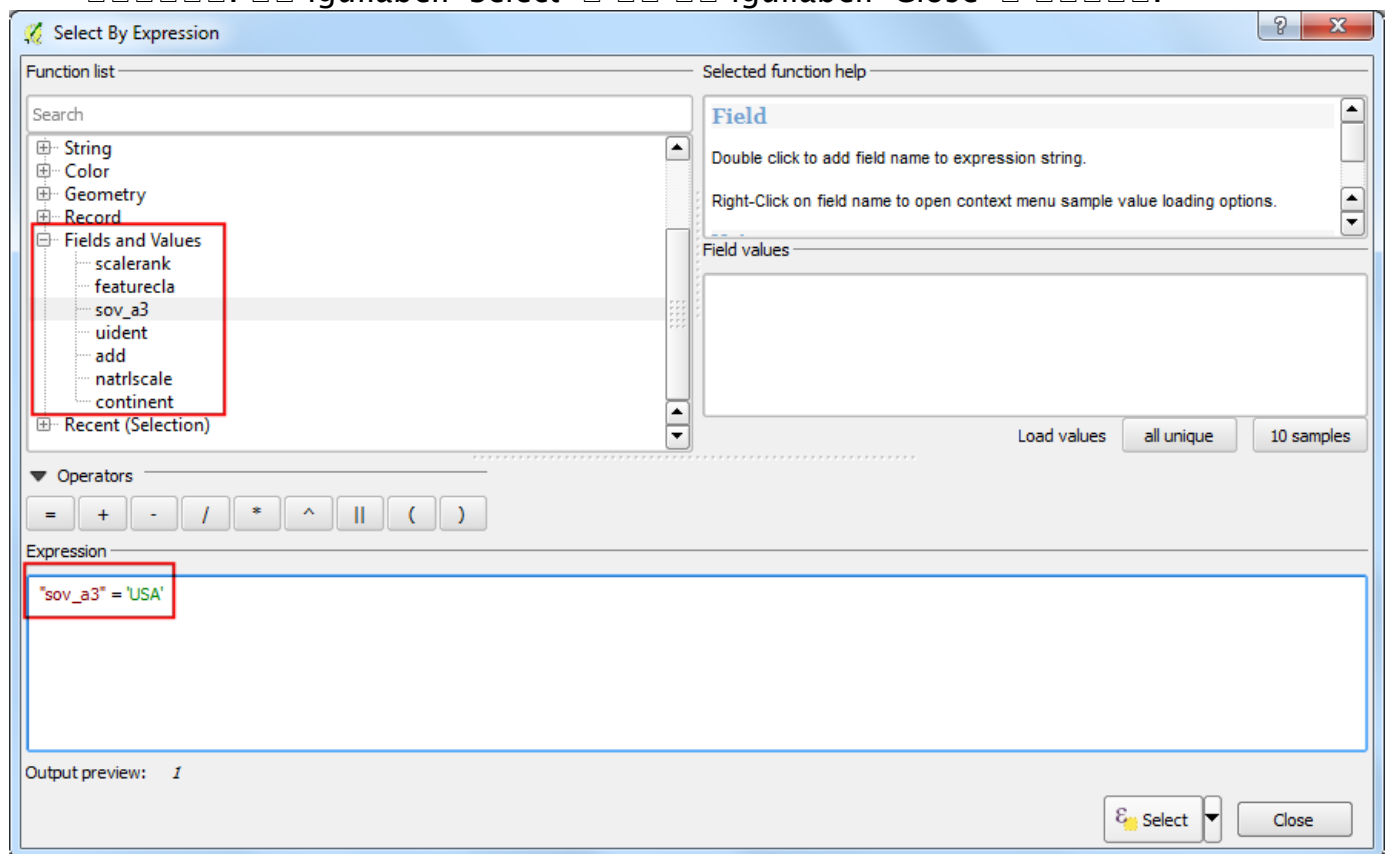 Select By Expression
Function list
Search
String
Color
Geometry
Record
Fields and Values
scalerank
featurecla
sov_a3
uident
add
natrlscale
continent
Recent (Selection)
Selected function help
Field
Double click to add field name to expression string.
Right-Click on field name to open context menu sample value loading options.
Field values
Load values all unique 10 samples
Operators
= + - / * ^ || ( )
Expression
"sov_a3" = 'USA'
Output preview: 1
Select Close